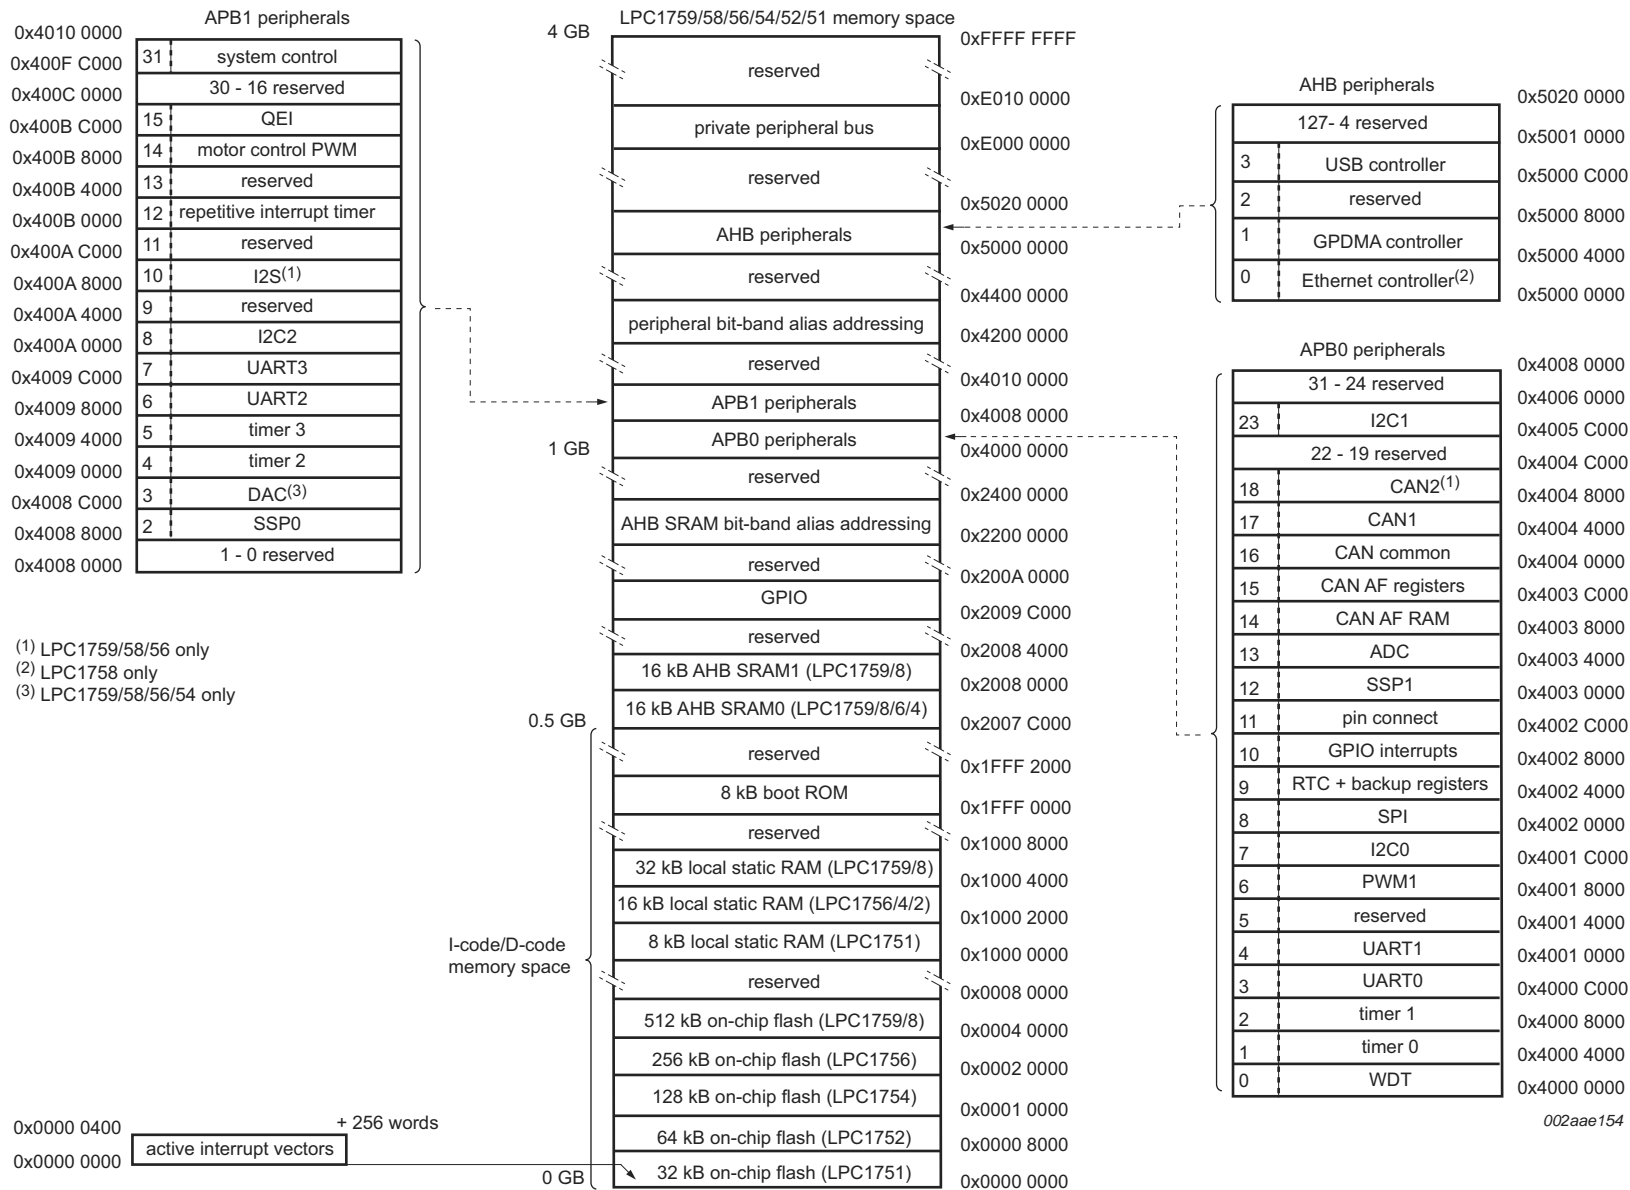 APB1 peripherals
0x4010 0000
31 system control
0x400F C000
30 - 16 reserved
0x400C 0000
15 QEI
0x400B C000
14 motor control PWM
0x400B 8000
13 reserved
0x400B 4000
12 repetitive interrupt timer
0x400B 0000
11 reserved
0x400A C000
10 I2S(1)
0x400A 8000
9 reserved
0x400A 4000
8 I2C2
0x400A 0000
7 UART3
0x4009 C000
6 UART2
0x4009 8000
5 timer 3
0x4009 4000
4 timer 2
0x4009 0000
3 DAC(3)
0x4008 C000
2 SSP0
0x4008 8000
1 - 0 reserved
0x4008 0000
(1) LPC1759/58/56 only
(2) LPC1758 only
(3) LPC1759/58/56/54 only
0x0000 0400
+ 256 words
active interrupt vectors
0x0000 0000
LPC1759/58/56/54/52/51 memory space
4 GB
0xFFFF FFFF
reserved
0xE010 0000
private peripheral bus
0xE000 0000
reserved
0x5020 0000
AHB peripherals
0x5000 0000
reserved
0x4400 0000
peripheral bit-band alias addressing
0x4200 0000
reserved
0x4010 0000
APB1 peripherals
0x4008 0000
APB0 peripherals
1 GB
0x4000 0000
reserved
0x2400 0000
AHB SRAM bit-band alias addressing
0x2200 0000
reserved
0x200A 0000
GPIO
0x2009 C000
reserved
0x2008 4000
16 kB AHB SRAM1 (LPC1759/8)
0x2008 0000
16 kB AHB SRAM0 (LPC1759/8/6/4)
0.5 GB
0x2007 C000
reserved
0x1FFF 2000
8 kB boot ROM
0x1FFF 0000
reserved
0x1000 8000
32 kB local static RAM (LPC1759/8)
0x1000 4000
16 kB local static RAM (LPC1756/4/2)
0x1000 2000
8 kB local static RAM (LPC1751)
0x1000 0000
I-code/D-code
memory space
reserved
0x0008 0000
512 kB on-chip flash (LPC1759/8)
0x0004 0000
256 kB on-chip flash (LPC1756)
0x0002 0000
128 kB on-chip flash (LPC1754)
0x0001 0000
64 kB on-chip flash (LPC1752)
0x0000 8000
32 kB on-chip flash (LPC1751)
0 GB
0x0000 0000
AHB peripherals
0x5020 0000
127- 4 reserved
0x5001 0000
3 USB controller
0x5000 C000
2 reserved
0x5000 8000
1 GPDMA controller
0x5000 4000
0 Ethernet controller(2)
0x5000 0000
APB0 peripherals
0x4008 0000
31 - 24 reserved
0x4006 0000
23 I2C1
0x4005 C000
22 - 19 reserved
0x4004 C000
18 CAN2(1)
0x4004 8000
17 CAN1
0x4004 4000
16 CAN common
0x4004 0000
15 CAN AF registers
0x4003 C000
14 CAN AF RAM
0x4003 8000
13 ADC
0x4003 4000
12 SSP1
0x4003 0000
11 pin connect
0x4002 C000
10 GPIO interrupts
0x4002 8000
9 RTC + backup registers
0x4002 4000
8 SPI
0x4002 0000
7 I2C0
0x4001 C000
6 PWM1
0x4001 8000
5 reserved
0x4001 4000
4 UART1
0x4001 0000
3 UART0
0x4000 C000
2 timer 1
0x4000 8000
1 timer 0
0x4000 4000
0 WDT
0x4000 0000
002aae154